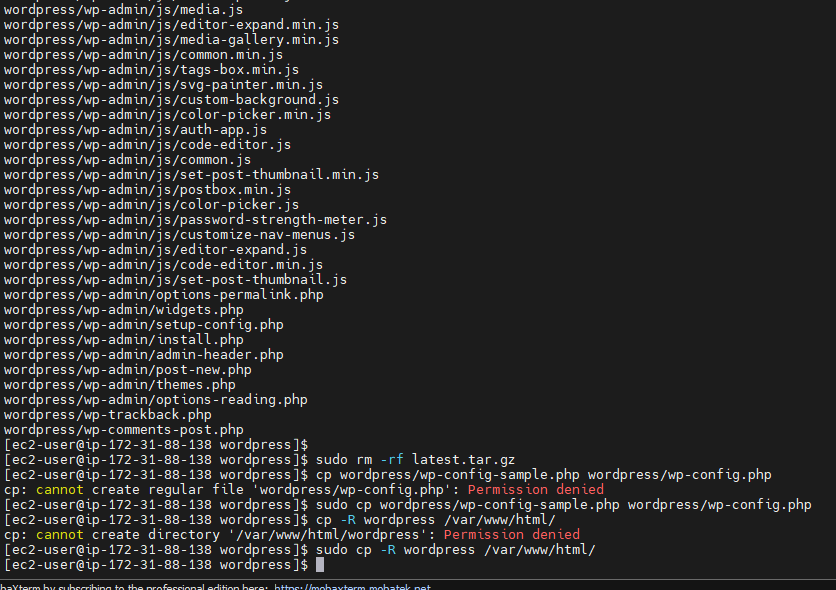 wordpress/wp-admin/js/media.js
wordpress/wp-admin/js/editor-expand.min.js
wordpress/wp-admin/js/media-gallery.min.js
wordpress/wp-admin/js/common.min.js
wordpress/wp-admin/js/tags-box.min.js
wordpress/wp-admin/js/svg-painter.min.js
wordpress/wp-admin/js/custom-background.js
wordpress/wp-admin/js/color-picker.min.js
wordpress/wp-admin/js/auth-app.js
wordpress/wp-admin/js/code-editor.js
wordpress/wp-admin/js/common.js
wordpress/wp-admin/js/set-post-thumbnail.min.js
wordpress/wp-admin/js/postbox.min.js
wordpress/wp-admin/js/color-picker.js
wordpress/wp-admin/js/password-strength-meter.js
wordpress/wp-admin/js/customize-nav-menus.js
wordpress/wp-admin/js/editor-expand.js
wordpress/wp-admin/js/code-editor.min.js
wordpress/wp-admin/js/set-post-thumbnail.js
wordpress/wp-admin/options-permalink.php
wordpress/wp-admin/widgets.php
wordpress/wp-admin/setup-config.php
wordpress/wp-admin/install.php
wordpress/wp-admin/admin-header.php
wordpress/wp-admin/post-new.php
wordpress/wp-admin/themes.php
wordpress/wp-admin/options-reading.php
wordpress/wp-trackback.php
wordpress/wp-comments-post.php
[ec2-user@ip-172-31-88-138 wordpress]$
[ec2-user@ip-172-31-88-138 wordpress]$ sudo rm -rf latest.tar.gz
[ec2-user@ip-172-31-88-138 wordpress]$ cp wordpress/wp-config-sample.php wordpress/wp-config.php
cp: cannot create regular file 'wordpress/wp-config.php': Permission denied
[ec2-user@ip-172-31-88-138 wordpress]$ sudo cp wordpress/wp-config-sample.php wordpress/wp-config.php
[ec2-user@ip-172-31-88-138 wordpress]$ cp -R wordpress /var/www/html/
cp: cannot create directory '/var/www/html/wordpress': Permission denied
[ec2-user@ip-172-31-88-138 wordpress]$ sudo cp -R wordpress /var/www/html/
[ec2-user@ip-172-31-88-138 wordpress]$
baXterm by subscribing to the professional edition here: https://mobaxterm.mobatek.net